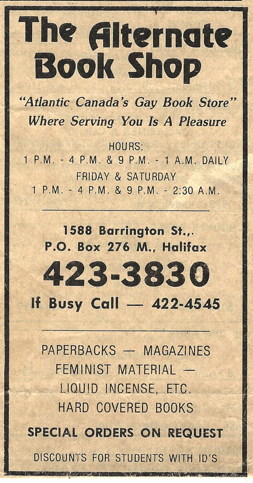 The Alternate
Book Shop
"Atlantic Canada's Gay Book Store"
Where Serving You Is A Pleasure
HOURS:
1 P.M. - 4 P.M. & 9 P.M. - 1 A.M. DAILY
FRIDAY & SATURDAY
1 P.M. - 4 P.M. & 9 P.M. - 2:30 A.M.
1588 Barrington St.,
P.O. Box 276 M., Halifax
423-3830
If Busy Call — 422-4545
PAPERBACKS — MAGAZINES
FEMINIST MATERIAL —
LIQUID INCENSE, ETC.
HARD COVERED BOOKS
SPECIAL ORDERS ON REQUEST
DISCOUNTS FOR STUDENTS WITH ID'S